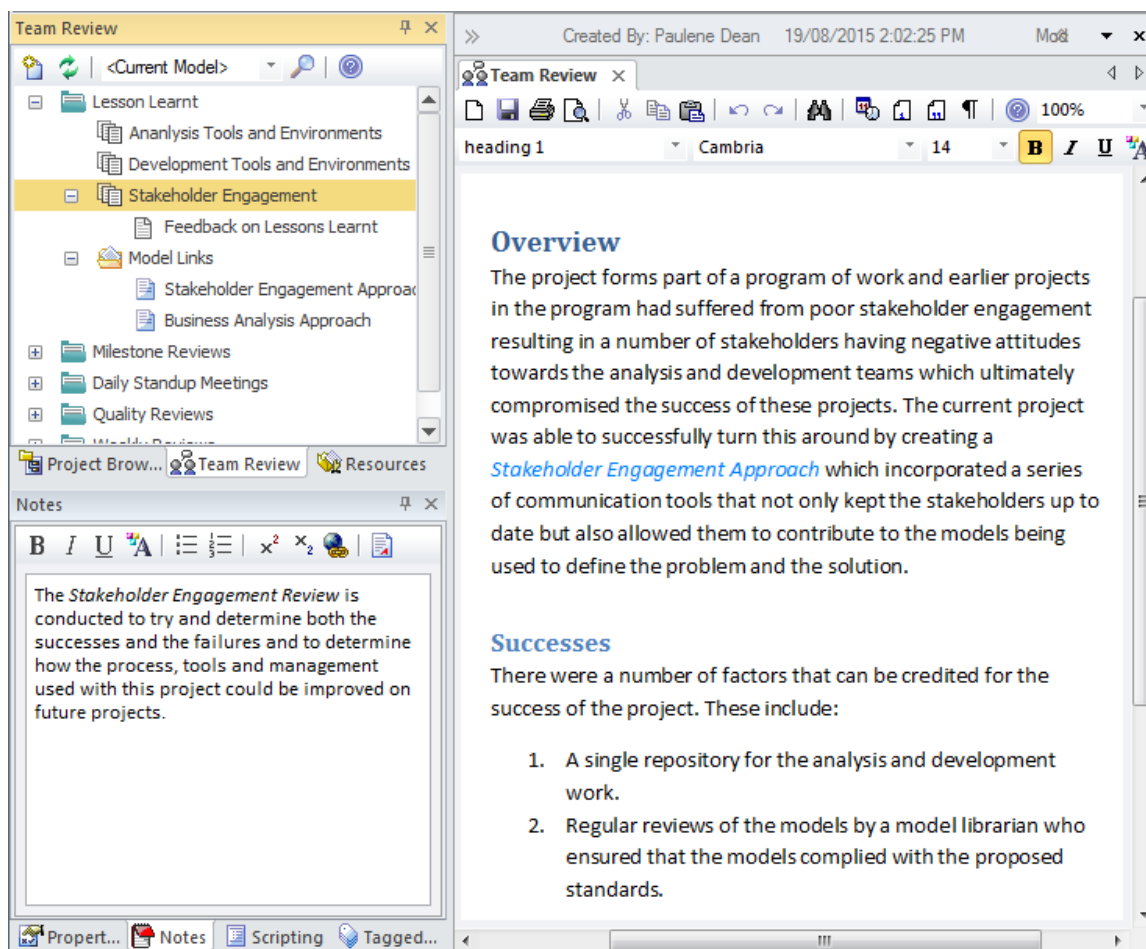 Team Review
<Current Model>
Lesson Learnt
Ananlysis Tools and Environments
Development Tools and Environments
Stakeholder Engagement
Feedback on Lessons Learnt
Model Links
Stakeholder Engagement Approac
Business Analysis Approach
Milestone Reviews
Daily Standup Meetings
Quality Reviews
Weekly Reviews
Project Brow... Team Review Resources
Notes
B I U A x² x₂
The Stakeholder Engagement Review is
conducted to try and determine both the
successes and the failures and to determine
how the process, tools and management
used with this project could be improved on
future projects.
Propert... Notes Scripting Tagged...
Created By: Paulene Dean 19/08/2015 2:02:25 PM
Team Review
100%
heading 1 Cambria 14 B I U A
Overview
The project forms part of a program of work and earlier projects
in the program had suffered from poor stakeholder engagement
resulting in a number of stakeholders having negative attitudes
towards the analysis and development teams which ultimately
compromised the success of these projects. The current project
was able to successfully turn this around by creating a
Stakeholder Engagement Approach which incorporated a series
of communication tools that not only kept the stakeholders up to
date but also allowed them to contribute to the models being
used to define the problem and the solution.
Successes
There were a number of factors that can be credited for the
success of the project. These include:
1. A single repository for the analysis and development
work.
2. Regular reviews of the models by a model librarian who
ensured that the models complied with the proposed
standards.